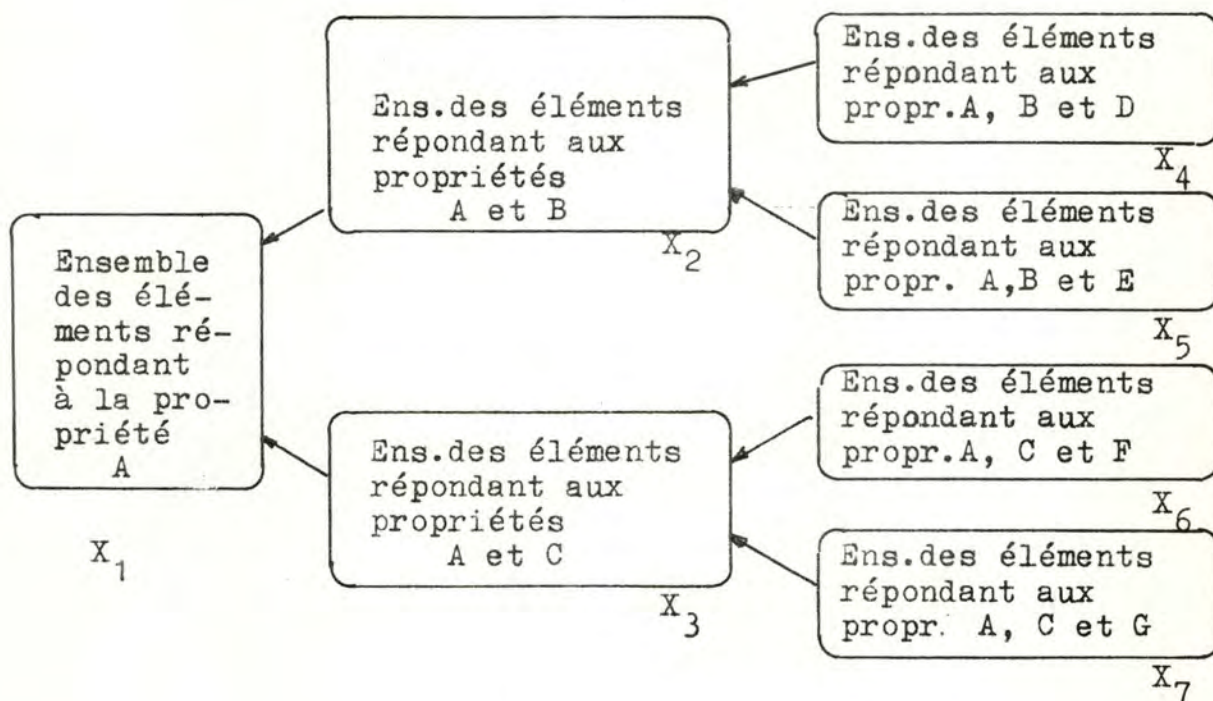 Ensemble
des élé-
ments ré-
pondant
à la pro-
priété
A
X1
Ens.des éléments
répondant aux
propriétés
A et B
X2
Ens.des éléments
répondant aux
propriétés
A et C
X3
Ens.des éléments
répondant aux
propr.A, B et D
X4
Ens.des éléments
répondant aux
propr. A,B et E
X5
Ens.des éléments
répondant aux
propr.A, C et F
X6
Ens.des éléments
répondant aux
propr. A, C et G
X7